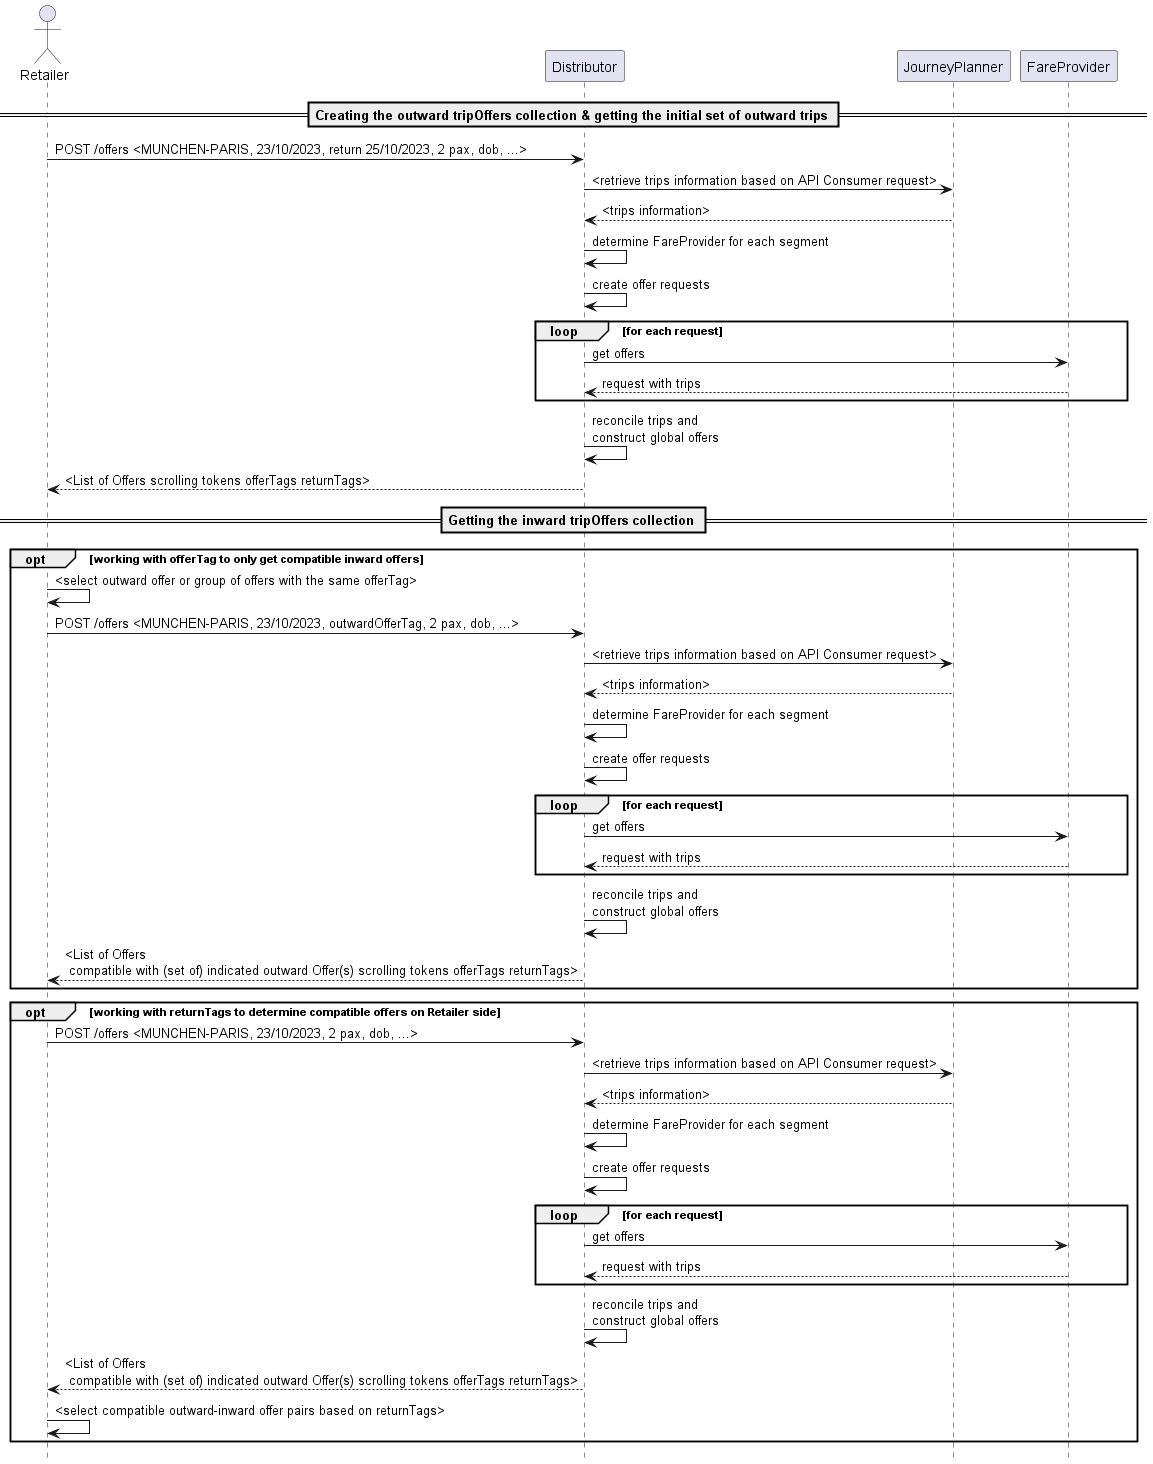 Retailer
Distributor
JourneyPlanner
FareProvider
Creating the outward tripOffers collection & getting the initial set of outward trips
POST /offers <MUNCHEN-PARIS, 23/10/2023, return 25/10/2023, 2 pax, dob, ...>
<retrieve trips information based on API Consumer request>
<trips information>
determine FareProvider for each segment
create offer requests
loop [for each request]
get offers
request with trips
reconcile trips and
construct global offers
<List of Offers scrolling tokens offerTags returnTags>
Getting the inward tripOffers collection
opt [working with offerTag to only get compatible inward offers]
<select outward offer or group of offers with the same offerTag>
POST /offers <MUNCHEN-PARIS, 23/10/2023, outwardOfferTag, 2 pax, dob, ...>
<retrieve trips information based on API Consumer request>
<trips information>
determine FareProvider for each segment
create offer requests
loop [for each request]
get offers
request with trips
reconcile trips and
construct global offers
<List of Offers
compatible with (set of) indicated outward Offer(s) scrolling tokens offerTags returnTags>
opt [working with returnTags to determine compatible offers on Retailer side]
POST /offers <MUNCHEN-PARIS, 23/10/2023, 2 pax, dob, ...>
<retrieve trips information based on API Consumer request>
<trips information>
determine FareProvider for each segment
create offer requests
loop [for each request]
get offers
request with trips
reconcile trips and
construct global offers
<List of Offers
compatible with (set of) indicated outward Offer(s) scrolling tokens offerTags returnTags>
<select compatible outward-inward offer pairs based on returnTags>